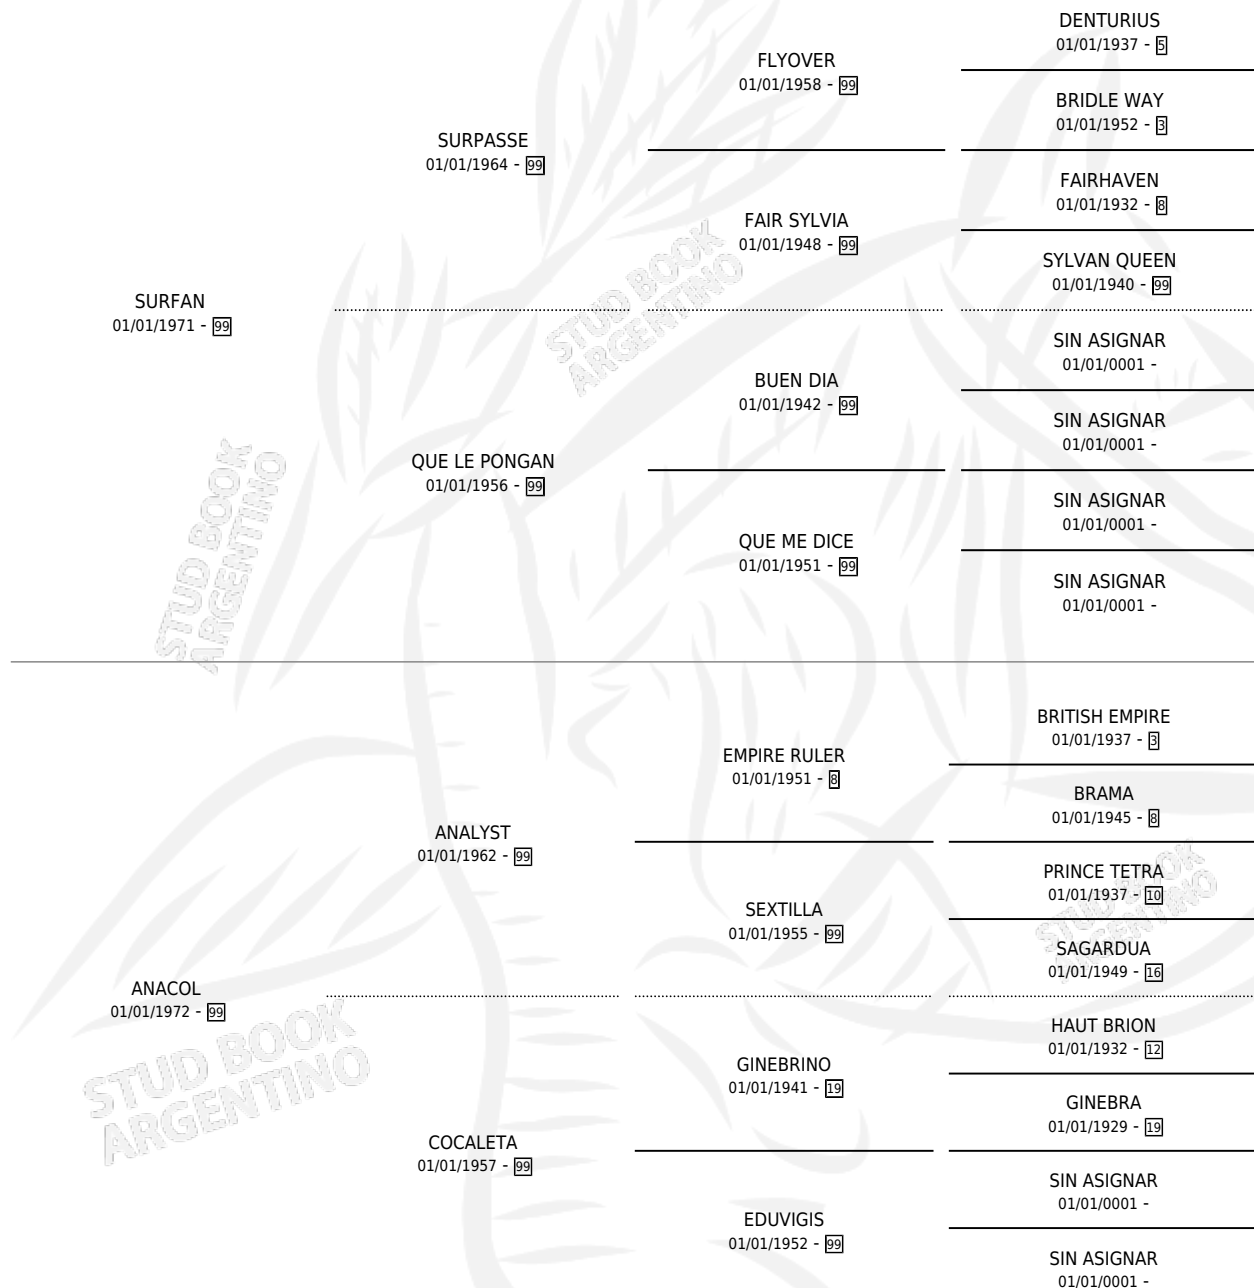 DENTURIUS
01/01/1937 - 5
FLYOVER
01/01/1958 - 99
BRIDLE WAY
01/01/1952 - 3
SURPASSE
01/01/1964 - 99
FAIRHAVEN
01/01/1932 - 8
FAIR SYLVIA
01/01/1948 - 99
SYLVAN QUEEN
01/01/1940 - 99
SURFAN
01/01/1971 - 99
SIN ASIGNAR
01/01/0001 -
BUEN DIA
01/01/1942 - 99
SIN ASIGNAR
01/01/0001 -
QUE LE PONGAN
01/01/1956 - 99
SIN ASIGNAR
01/01/0001 -
QUE ME DICE
01/01/1951 - 99
SIN ASIGNAR
01/01/0001 -
STUD BOOK
ARGENTINO
STUD BOOK
ARGENTINO
BRITISH EMPIRE
01/01/1937 - 3
EMPIRE RULER
01/01/1951 - 8
BRAMA
01/01/1945 - 8
ANALYST
01/01/1962 - 99
PRINCE TETRA
01/01/1937 - 10
SEXTILLA
01/01/1955 - 99
SAGARDUA
01/01/1949 - 16
STUD BOOK
ARGENTINO
ANACOL
01/01/1972 - 99
HAUT BRION
01/01/1932 - 12
GINEBRINO
01/01/1941 - 19
GINEBRA
01/01/1929 - 19
STUD BOOK
ARGENTINO
COCALETA
01/01/1957 - 99
SIN ASIGNAR
01/01/0001 -
EDUVIGIS
01/01/1952 - 99
SIN ASIGNAR
01/01/0001 -